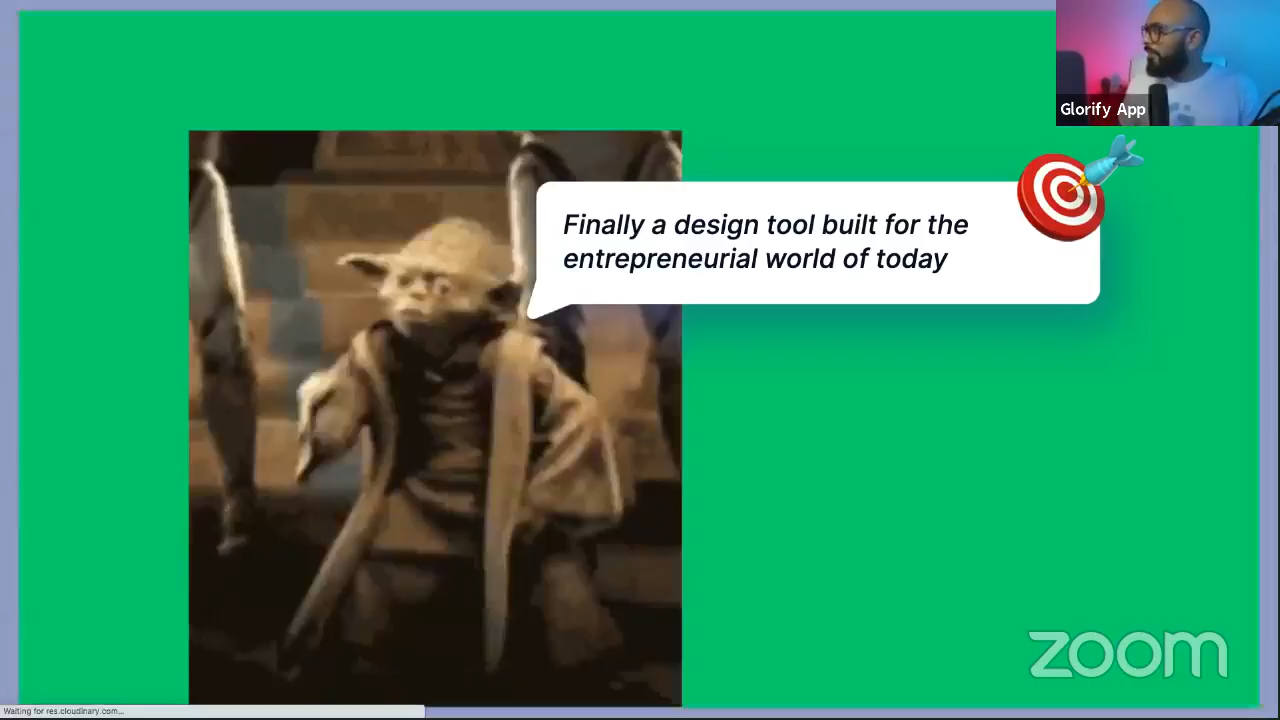 Glorify App
Finally a design tool built for the
entrepreneurial world of today
zoom
Waiting for res.cloudinary.com...